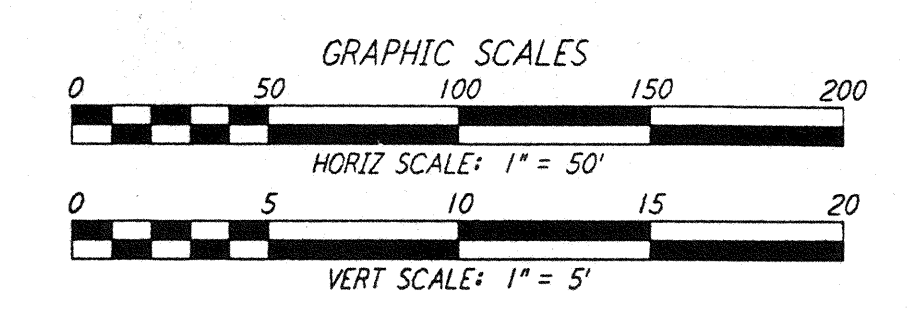 GRAPHIC SCALES
0 50 100 150 200
HORIZ SCALE: 1" = 50'
0 5 10 15 20
VERT SCALE: 1" = 5'